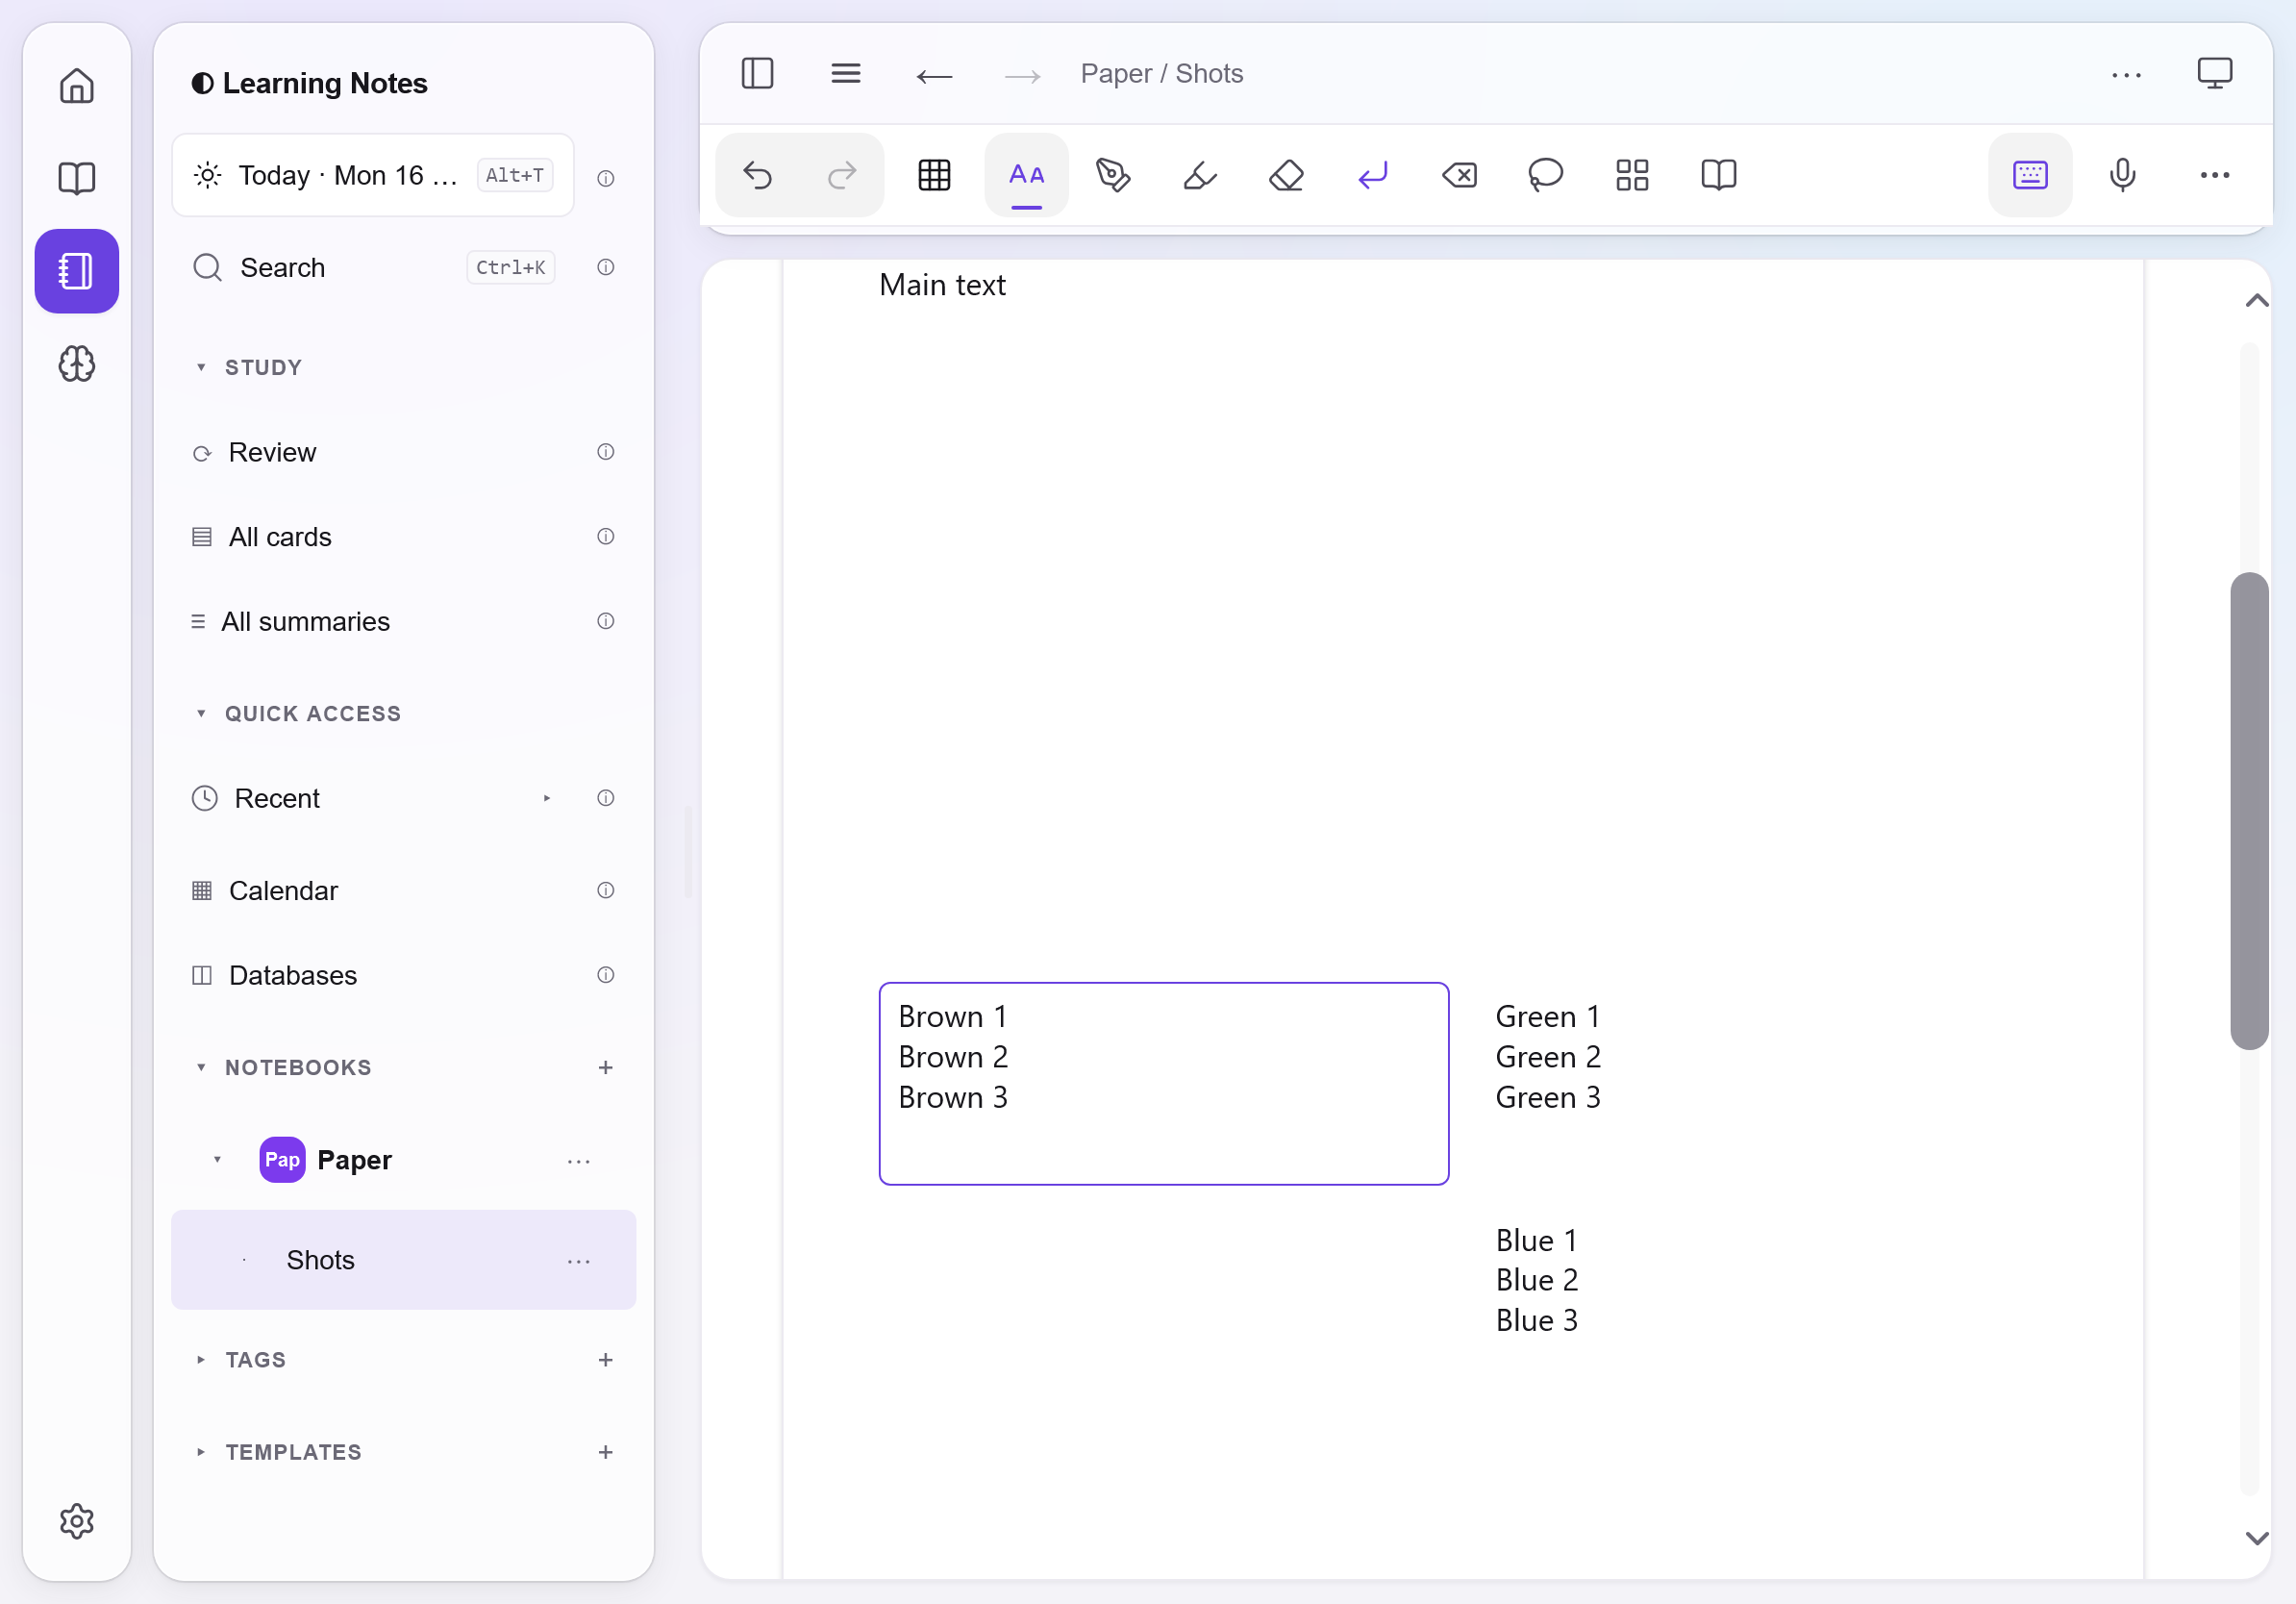 Learning Notes
Today · Mon 16 ...
Alt+T
Search
Ctrl+K
STUDY
Review
All cards
All summaries
QUICK ACCESS
Recent
Calendar
Databases
NOTEBOOKS
Pap Paper
Shots
TAGS
TEMPLATES
Paper / Shots
Main text
Brown 1
Brown 2
Brown 3
Green 1
Green 2
Green 3
Blue 1
Blue 2
Blue 3